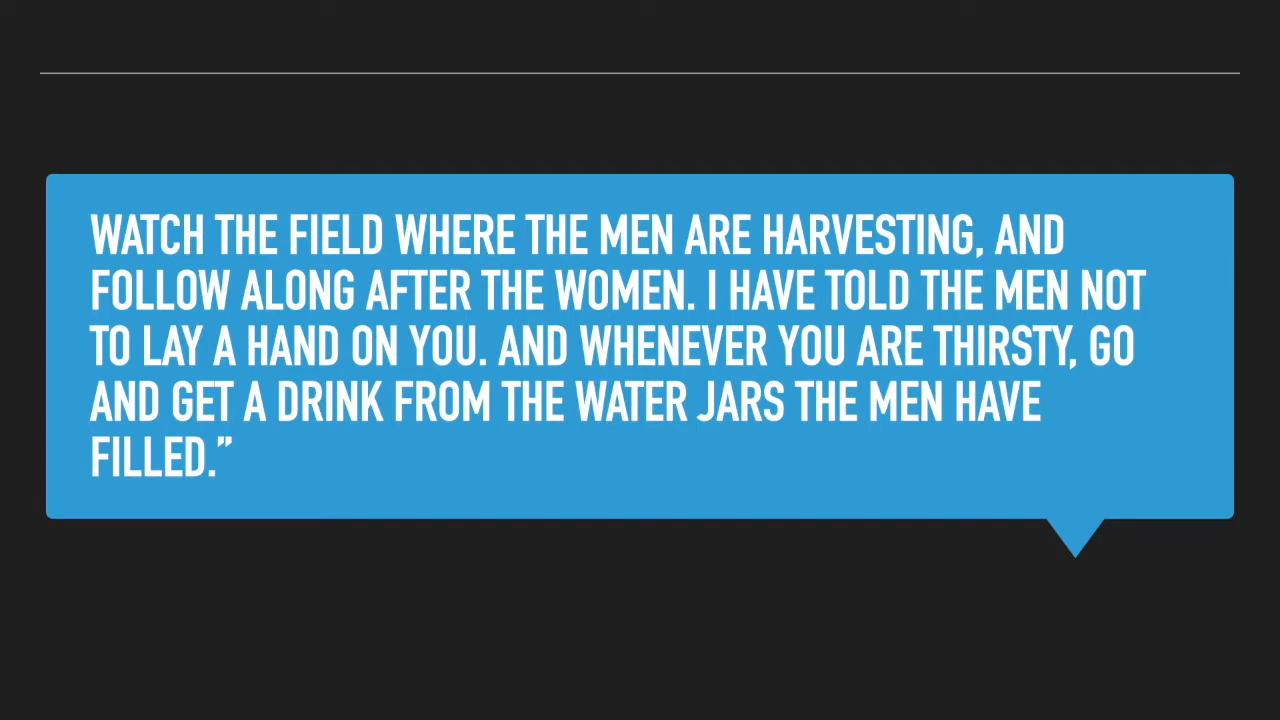 WATCH THE FIELD WHERE THE MEN ARE HARVESTING, AND
FOLLOW ALONG AFTER THE WOMEN. I HAVE TOLD THE MEN NOT
TO LAY A HAND ON YOU. AND WHENEVER YOU ARE THIRSTY, GO
AND GET A DRINK FROM THE WATER JARS THE MEN HAVE
FILLED.”